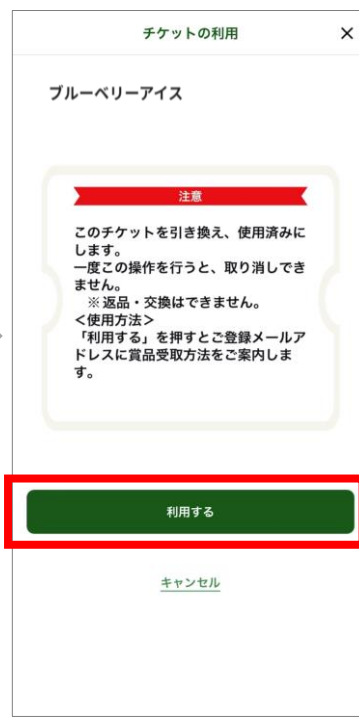 チケットの利用 ×
ブルーベリーアイス
注意
このチケットを引き換え、使用済みに
します。
一度この操作を行うと、取り消しでき
ません。
※返品・交換はできません。
<使用方法>
「利用する」を押すとご登録メールア
ドレスに賞品受取方法をご案内しま
す。
利用する
キャンセル